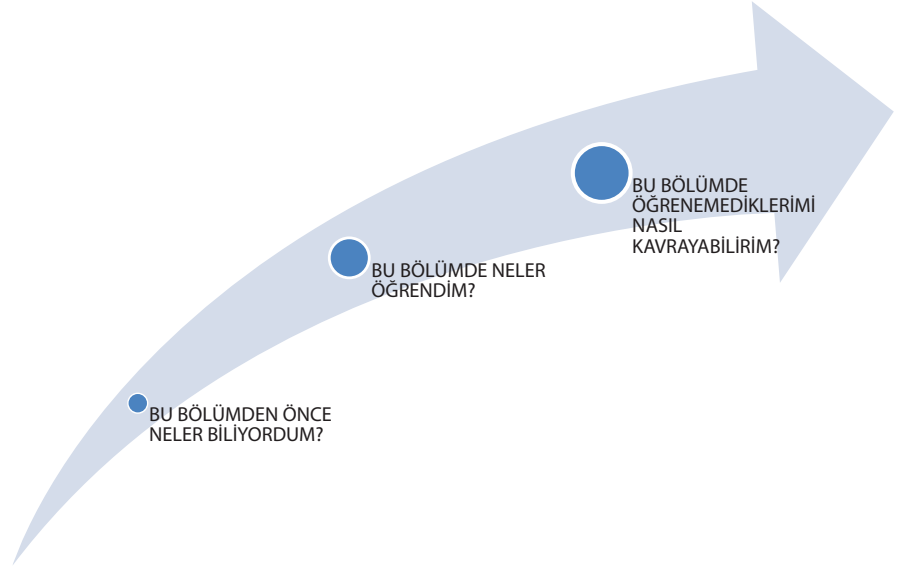 BU BÖLÜMDE
ÖĞRENEMEDİKLERİMİ
NASIL
KAVRAYABİLİRİM?
BU BÖLÜMDE NELER
ÖĞRENDİM?
BU BÖLÜMDEN ÖNCE
NELER BİLİYORDUM?